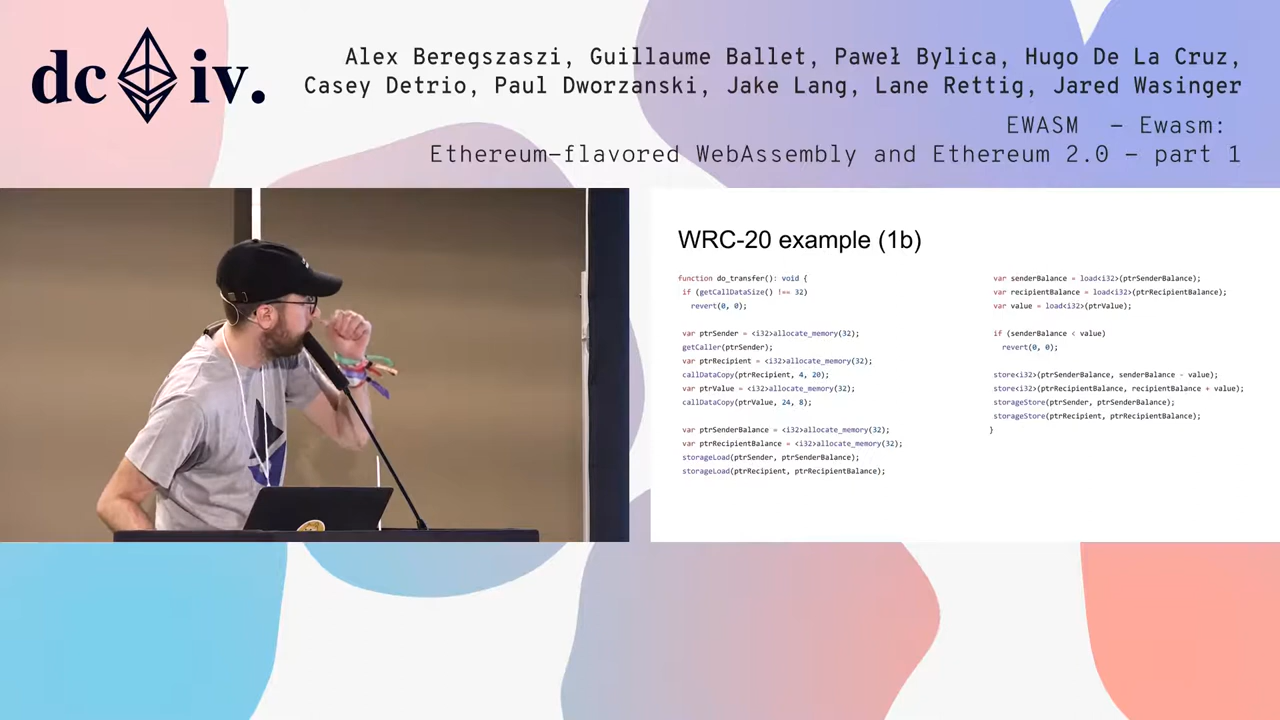 dc iv.
Alex Beregszaszi, Guillaume Ballet, Paweł Bylica, Hugo De La Cruz,
Casey Detrio, Paul Dworzanski, Jake Lang, Lane Rettig, Jared Wasinger
EWASM - Ewasm:
Ethereum-flavored WebAssembly and Ethereum 2.0 - part 1
WRC-20 example (1b)
function do_transfer(): void {
if (getCallDataSize() !== 32)
revert(0, 0);
var ptrSender = <i32>allocate_memory(32);
getCaller(ptrSender);
var ptrRecipient = <i32>allocate_memory(32);
callDataCopy(ptrRecipient, 4, 20);
var ptrValue = <i32>allocate_memory(32);
callDataCopy(ptrValue, 24, 8);
var ptrSenderBalance = <i32>allocate_memory(32);
var ptrRecipientBalance = <i32>allocate_memory(32);
storageLoad(ptrSender, ptrSenderBalance);
storageLoad(ptrRecipient, ptrRecipientBalance);
var senderBalance = load<i32>(ptrSenderBalance);
var recipientBalance = load<i32>(ptrRecipientBalance);
var value = load<i32>(ptrValue);
if (senderBalance < value)
revert(0, 0);
store<i32>(ptrSenderBalance, senderBalance - value);
store<i32>(ptrRecipientBalance, recipientBalance + value);
storageStore(ptrSender, ptrSenderBalance);
storageStore(ptrRecipient, ptrRecipientBalance);
}